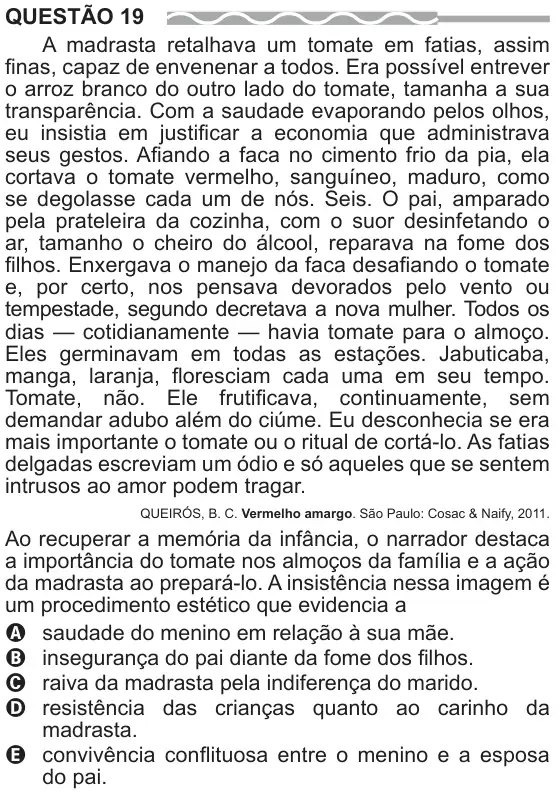 QUESTÃO 19
A madrasta retalhava um tomate em fatias, assim
finas, capaz de envenenar a todos. Era possível entrever
o arroz branco do outro lado do tomate, tamanha a sua
transparência. Com a saudade evaporando pelos olhos,
eu insistia em justificar a economia que administrava
seus gestos. Afiando a faca no cimento frio da pia, ela
cortava o tomate vermelho, sanguíneo, maduro, como
se degolasse cada um de nós. Seis. O pai, amparado
pela prateleira da cozinha, com o suor desinfetando o
ar, tamanho o cheiro do álcool, reparava na fome dos
filhos. Enxergava o manejo da faca desafiando o tomate
e, por certo, nos pensava devorados pelo vento ou
tempestade, segundo decretava a nova mulher. Todos os
dias — cotidianamente — havia tomate para o almoço.
Eles germinavam em todas as estações. Jabuticaba,
manga, laranja, floresciam cada uma em seu tempo.
Tomate, não. Ele frutificava, continuamente, sem
demandar adubo além do ciúme. Eu desconhecia se era
mais importante o tomate ou o ritual de cortá-lo. As fatias
delgadas escreviam um ódio e só aqueles que se sentem
intrusos ao amor podem tragar.
QUEIRÓS, B. C. Vermelho amargo. São Paulo: Cosac & Naify, 2011.
Ao recuperar a memória da infância, o narrador destaca
a importância do tomate nos almoços da família e a ação
da madrasta ao prepará-lo. A insistência nessa imagem é
um procedimento estético que evidencia a
A saudade do menino em relação à sua mãe.
B insegurança do pai diante da fome dos filhos.
C raiva da madrasta pela indiferença do marido.
D resistência das crianças quanto ao carinho da
madrasta.
E convivência conflituosa entre o menino e a esposa
do pai.